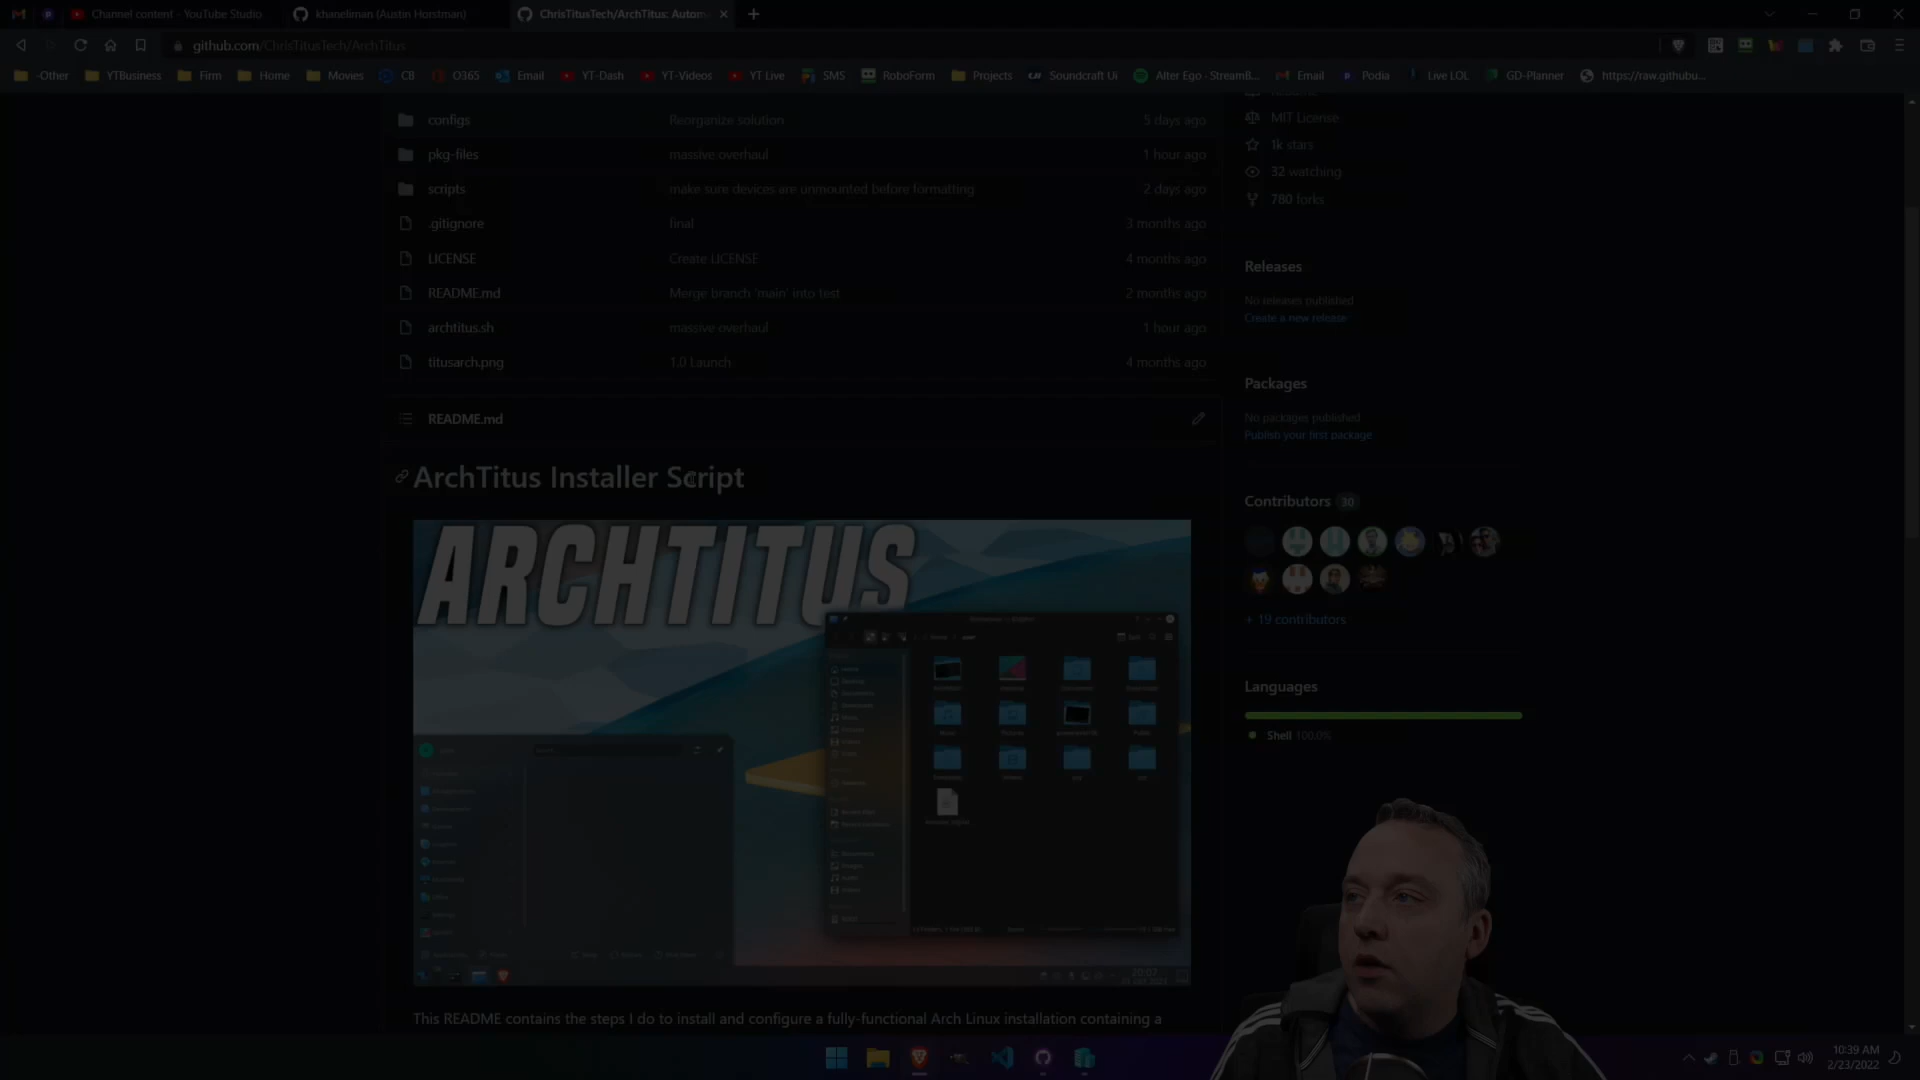 Channel content - YouTube Studio
khaneliman (Austin Horstman)
ChrisTitusTech/ArchTitus: Autom
github.com/ChrisTitusTech/ArchTitus
-Other
YTBusiness
Firm
Home
Movies
CB
O365
Email
YT-Dash
YT-Videos
YT Live
SMS
RoboForm
Projects
Soundcraft Ui
Alter Ego - StreamB...
Email
Podia
Live LOL
GD-Planner
https://raw.githubu...
configs
Reorganize solution
5 days ago
pkg-files
massive overhaul
1 hour ago
scripts
make sure devices are unmounted before formatting
2 days ago
.gitignore
final
3 months ago
LICENSE
Create LICENSE
4 months ago
README.md
Merge branch 'main' into test
2 months ago
archtitus.sh
massive overhaul
1 hour ago
titusarch.png
1.0 Launch
4 months ago
MIT License
1k stars
32 watching
780 forks
Releases
No releases published
Create a new release
Packages
No packages published
Publish your first package
Contributors 30
+ 19 contributors
Languages
Shell 100.0%
README.md
ArchTitus Installer Script
ARCHTITUS
20:07
This README contains the steps I do to install and configure a fully-functional Arch Linux installation containing a
10:39 AM
2/23/2022